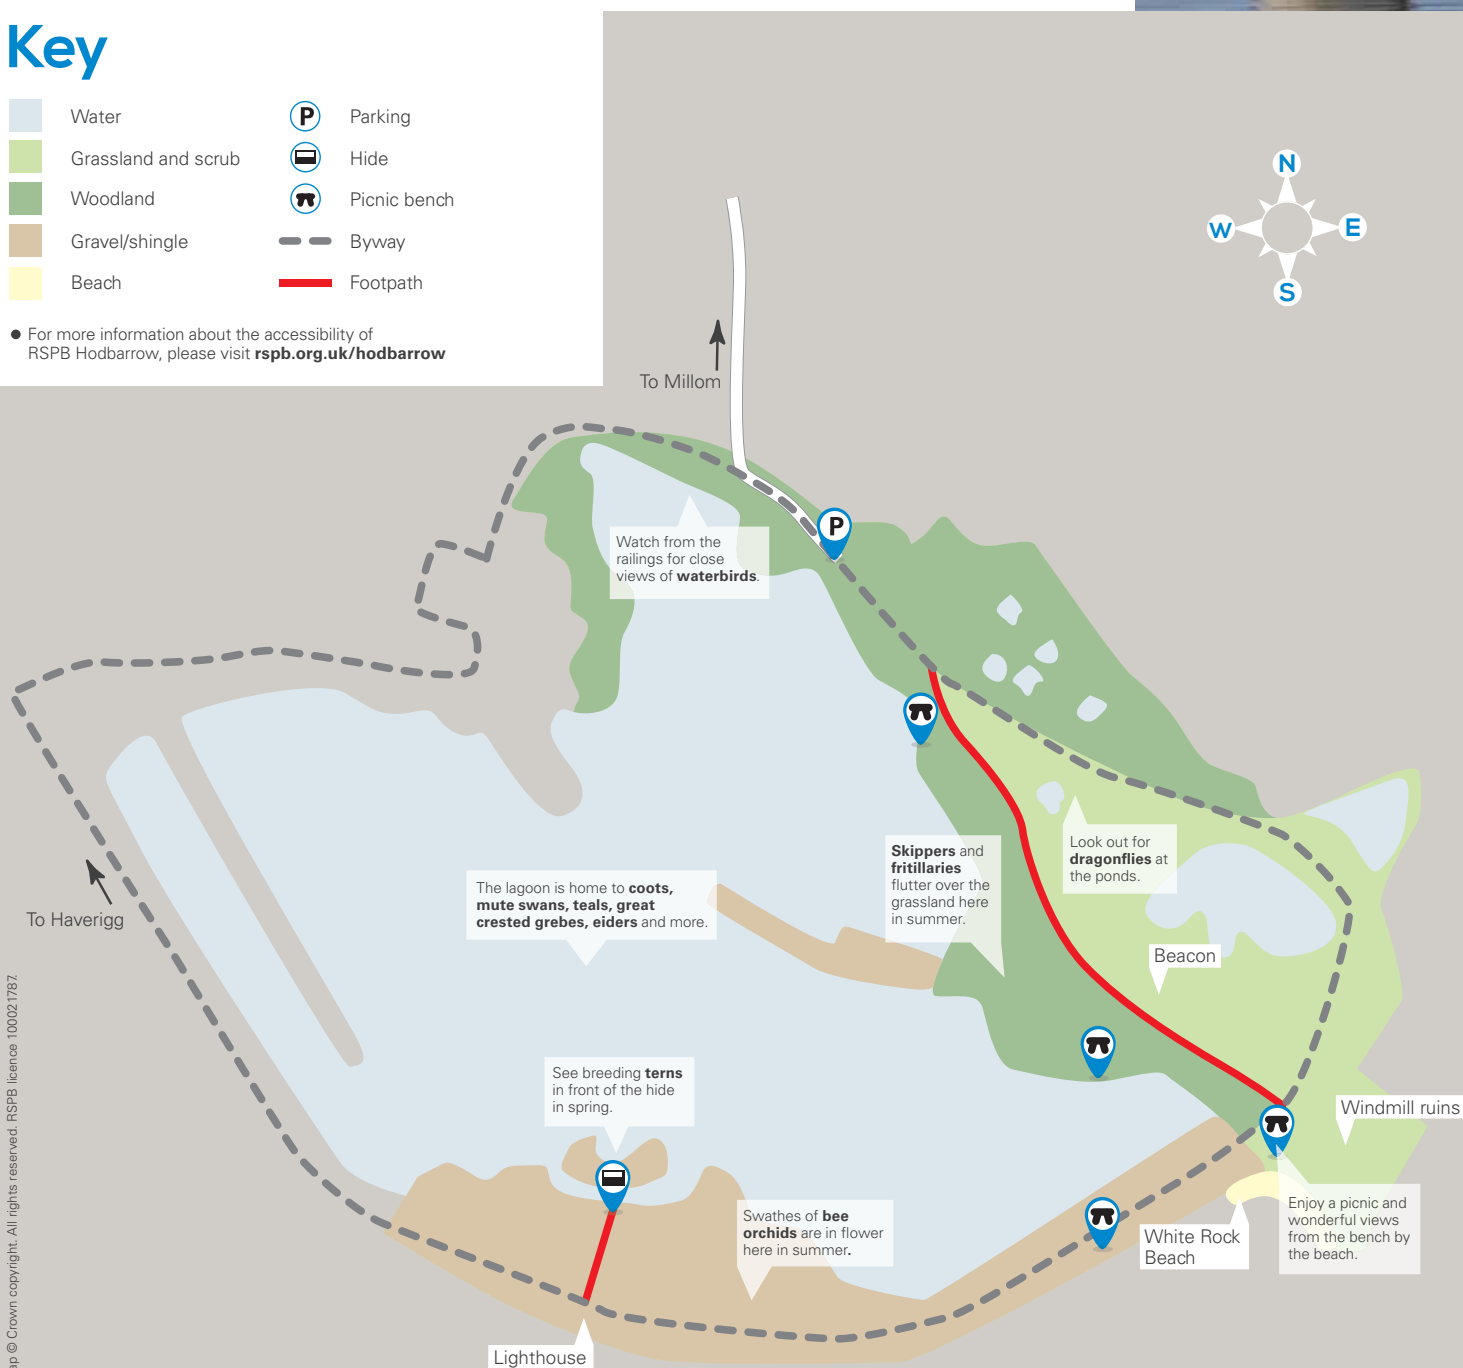 Key
Water
Grassland and scrub
Woodland
Gravel/shingle
Beach
P
Parking
Hide
Picnic bench
Byway
Footpath
● For more information about the accessibility of
RSPB Hodbarrow, please visit rspb.org.uk/hodbarrow
N
W
E
S
To Millom
P
Watch from the
railings for close
views of waterbirds.
Skippers and
fritillaries
flutter over the
grassland here
in summer.
Look out for
dragonflies at
the ponds.
The lagoon is home to coots,
mute swans, teals, great
crested grebes, eiders and more.
To Haverigg
Beacon
See breeding terns
in front of the hide
in spring.
Windmill ruins
Swathes of bee
orchids are in flower
here in summer.
White Rock
Beach
Enjoy a picnic and
wonderful views
from the bench by
the beach.
Lighthouse
© Crown copyright. All rights reserved. RSPB licence 100021787.